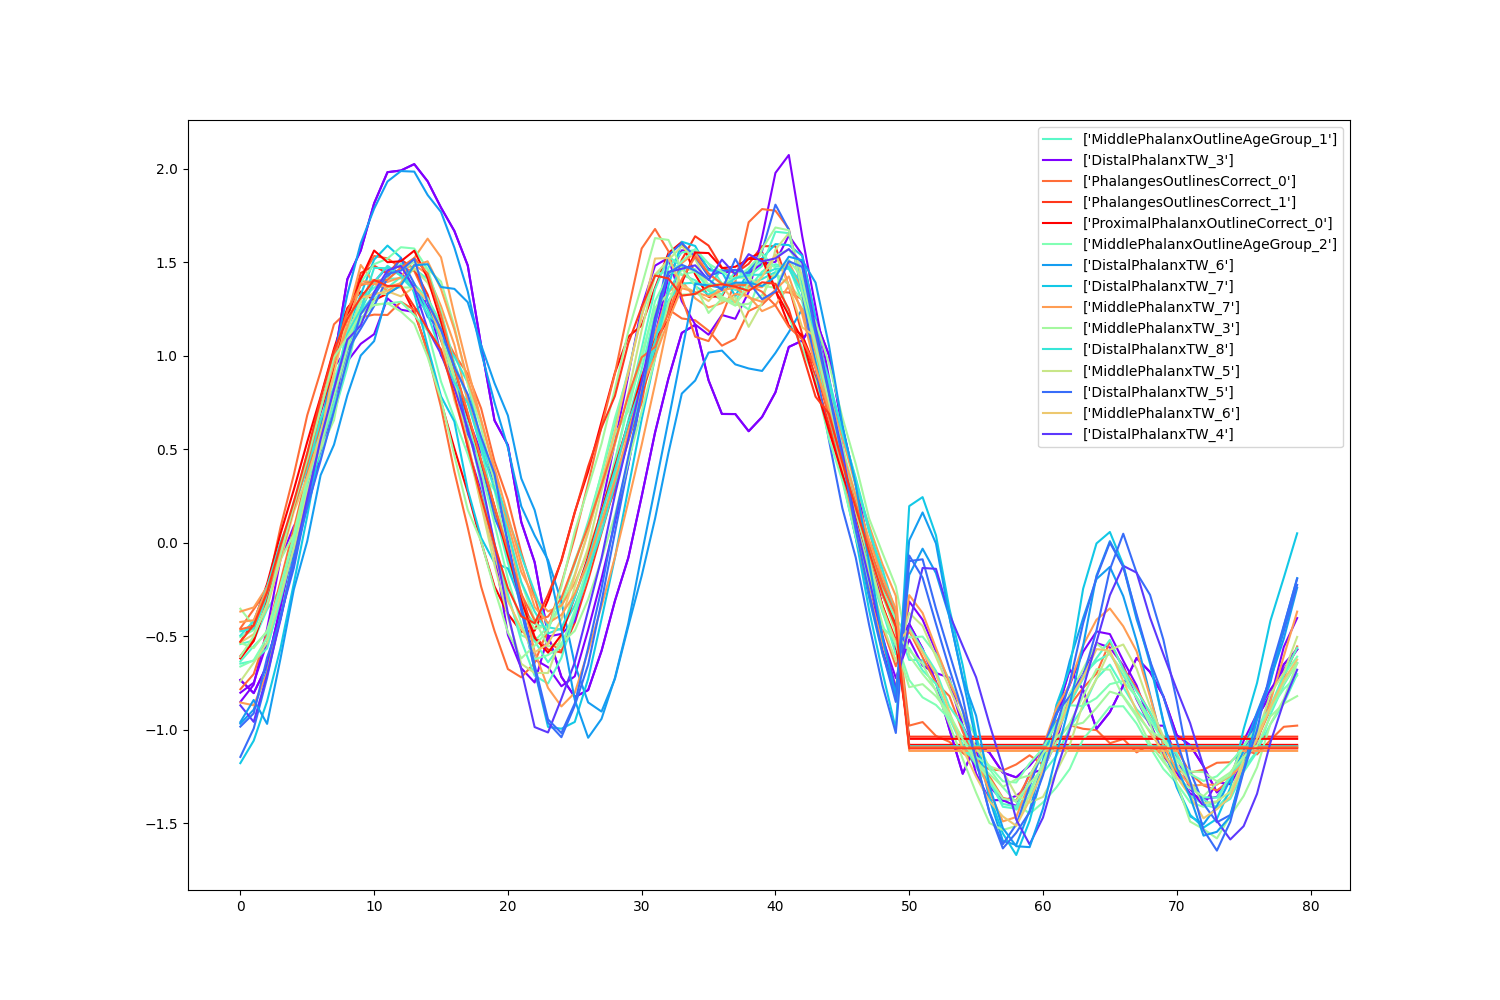 ['MiddlePhalanxOutlineAgeGroup_1']
['DistalPhalanxTW_3']
['PhalangesOutlinesCorrect_0']
['PhalangesOutlinesCorrect_1']
['ProximalPhalanxOutlineCorrect_0']
['MiddlePhalanxOutlineAgeGroup_2']
['DistalPhalanxTW_6']
['DistalPhalanxTW_7']
['MiddlePhalanxTW_7']
['MiddlePhalanxTW_3']
['DistalPhalanxTW_8']
['MiddlePhalanxTW_5']
['DistalPhalanxTW_5']
['MiddlePhalanxTW_6']
['DistalPhalanxTW_4']
2.0
1.5
1.0
0.5
0.0
−0.5
−1.0
−1.5
0 10 20 30 40 50 60 70 80